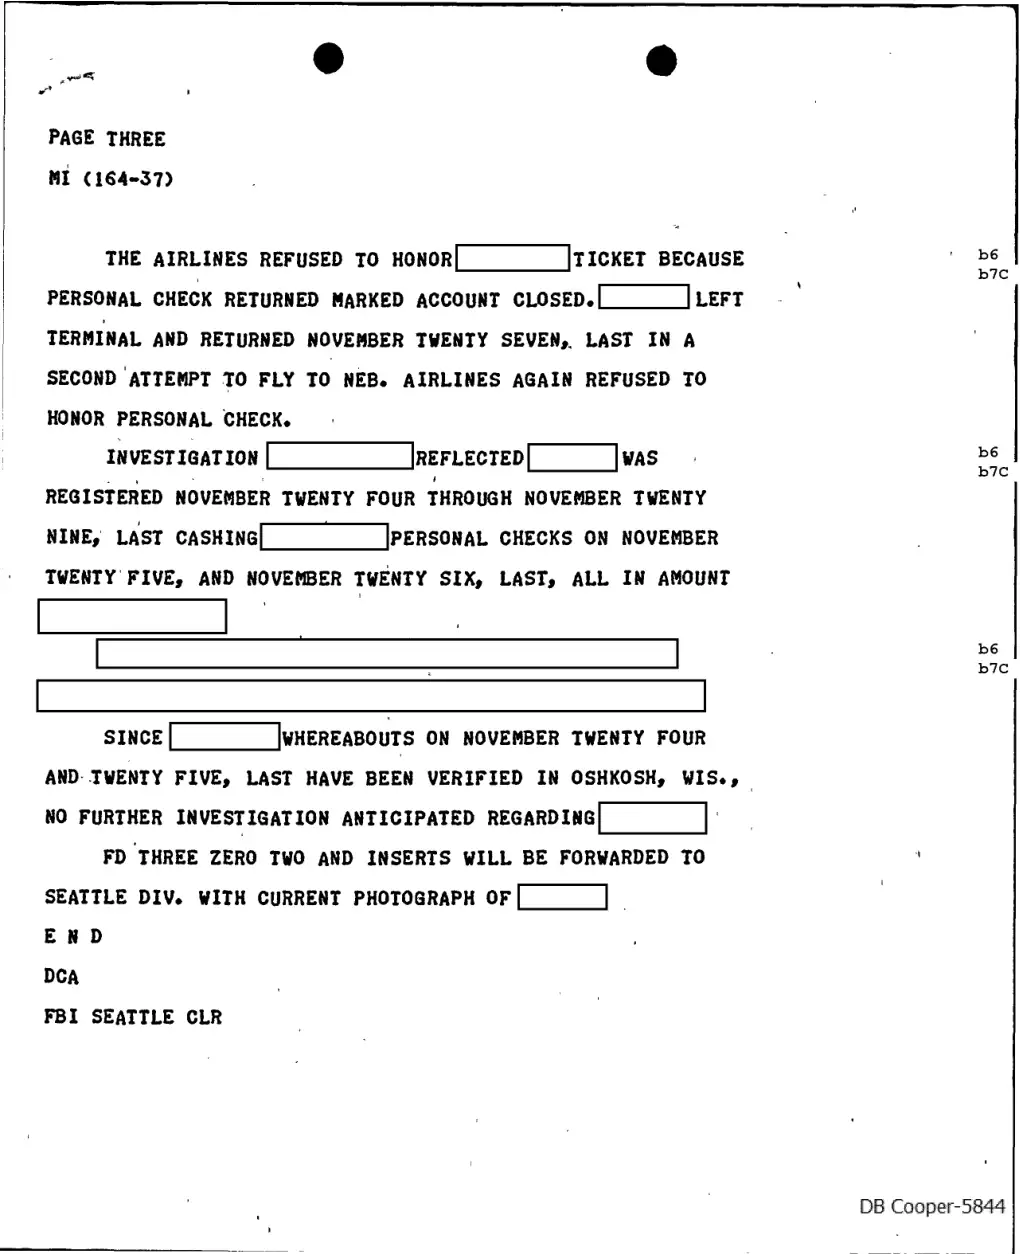 PAGE THREE
MI (164-37)
THE AIRLINES REFUSED TO HONOR TICKET BECAUSE
b6
b7C
PERSONAL CHECK RETURNED MARKED ACCOUNT CLOSED. LEFT
TERMINAL AND RETURNED NOVEMBER TWENTY SEVEN, LAST IN A
SECOND ATTEMPT TO FLY TO NEB. AIRLINES AGAIN REFUSED TO
HONOR PERSONAL CHECK.
INVESTIGATION REFLECTED WAS
b6
b7C
REGISTERED NOVEMBER TWENTY FOUR THROUGH NOVEMBER TWENTY
NINE, LAST CASHING PERSONAL CHECKS ON NOVEMBER
TWENTY FIVE, AND NOVEMBER TWENTY SIX, LAST, ALL IN AMOUNT
b6
b7C
SINCE WHEREABOUTS ON NOVEMBER TWENTY FOUR
AND TWENTY FIVE, LAST HAVE BEEN VERIFIED IN OSHKOSH, WIS.,
NO FURTHER INVESTIGATION ANTICIPATED REGARDING
FD THREE ZERO TWO AND INSERTS WILL BE FORWARDED TO
SEATTLE DIV. WITH CURRENT PHOTOGRAPH OF
E N D
DCA
FBI SEATTLE CLR
DB Cooper-5844